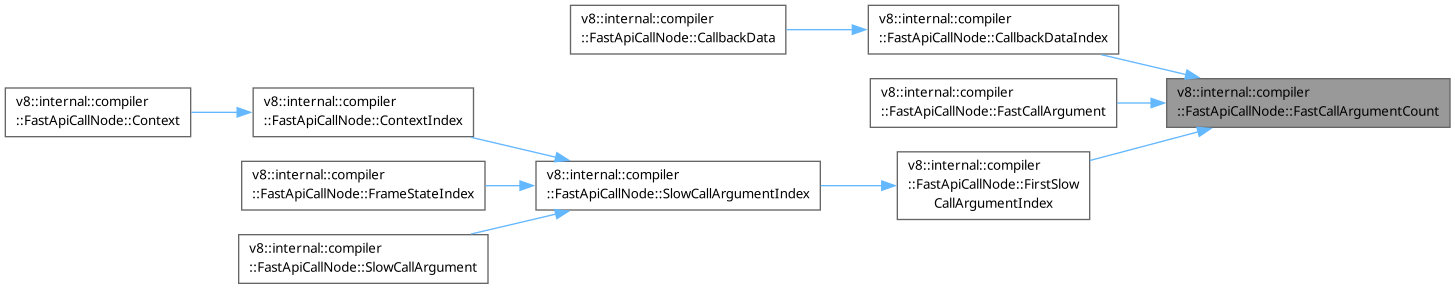 v8::internal::compiler
::FastApiCallNode::CallbackData
v8::internal::compiler
::FastApiCallNode::CallbackDataIndex
v8::internal::compiler
::FastApiCallNode::Context
v8::internal::compiler
::FastApiCallNode::ContextIndex
v8::internal::compiler
::FastApiCallNode::FastCallArgument
v8::internal::compiler
::FastApiCallNode::FastCallArgumentCount
v8::internal::compiler
::FastApiCallNode::FrameStateIndex
v8::internal::compiler
::FastApiCallNode::SlowCallArgumentIndex
v8::internal::compiler
::FastApiCallNode::FirstSlow
CallArgumentIndex
v8::internal::compiler
::FastApiCallNode::SlowCallArgument